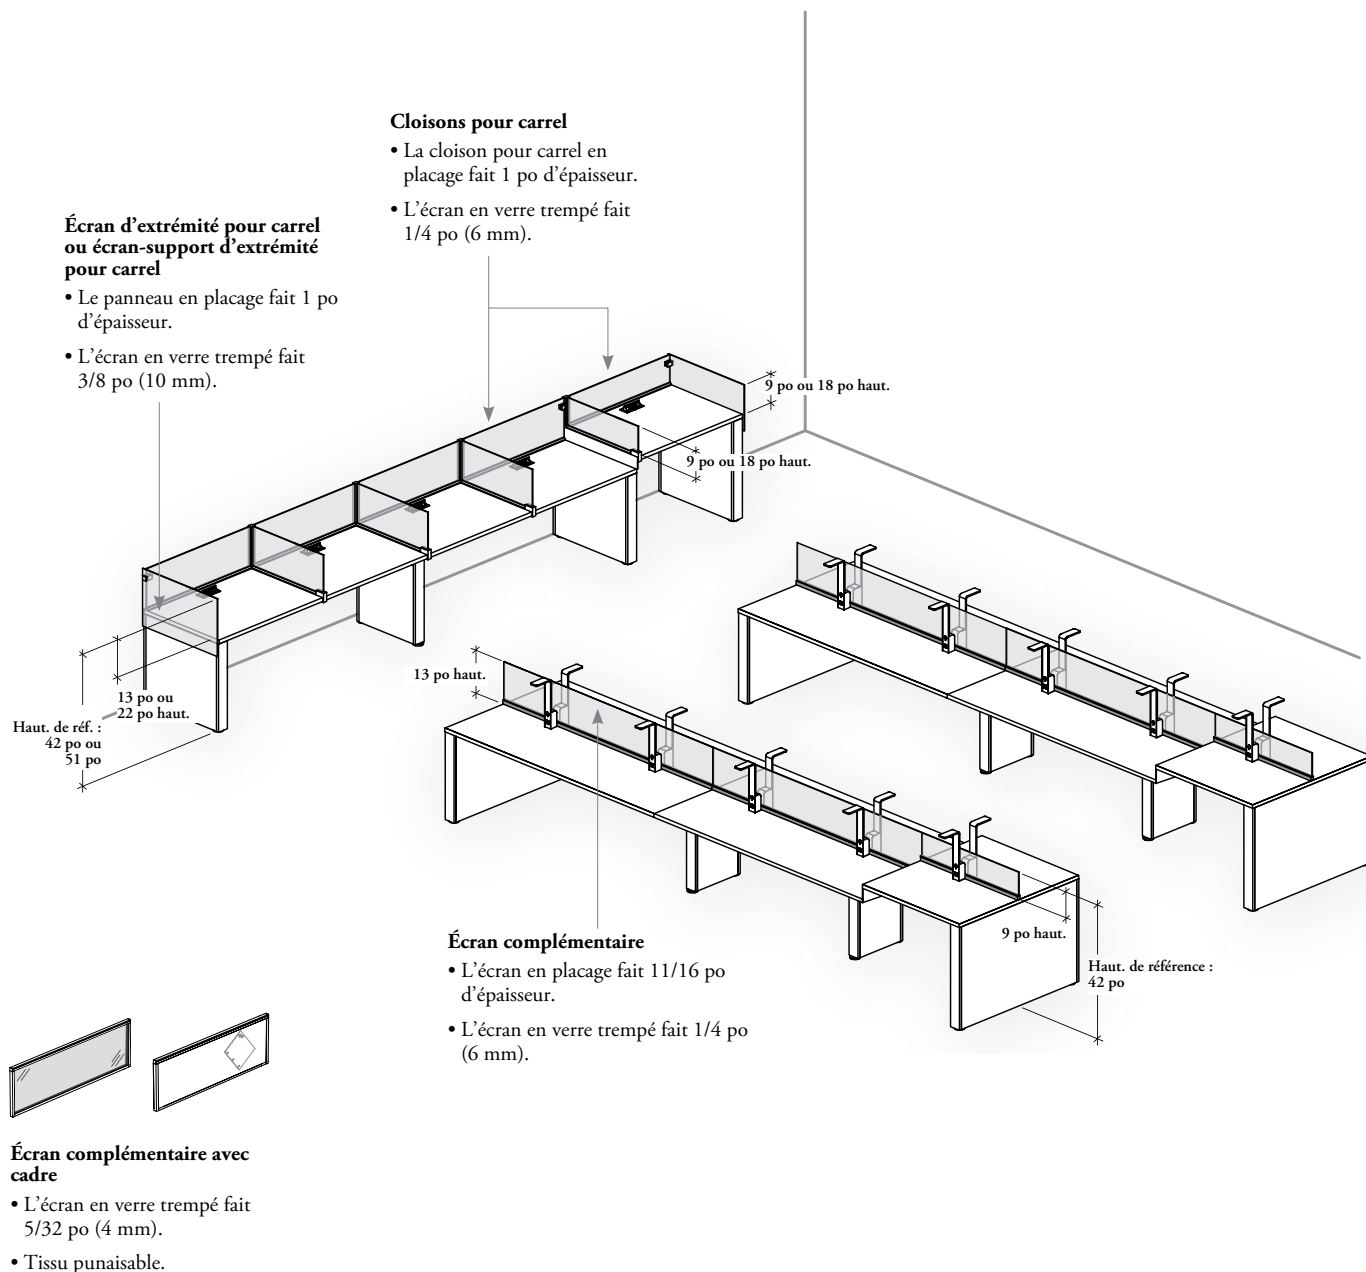 Cloisons pour carrel
• La cloison pour carrel en
placage fait 1 po d’épaisseur.
• L’écran en verre trempé fait
1/4 po (6 mm).
Écran d’extrémité pour carrel
ou écran-support d’extrémité
pour carrel
• Le panneau en placage fait 1 po
d’épaisseur.
• L’écran en verre trempé fait
3/8 po (10 mm).
9 po ou 18 po haut.
9 po ou 18 po haut.
13 po ou
22 po haut.
Haut. de réf. :
42 po ou
51 po
13 po haut.
9 po haut.
Haut. de référence :
42 po
Écran complémentaire
• L’écran en placage fait 11/16 po
d’épaisseur.
• L’écran en verre trempé fait 1/4 po
(6 mm).
Écran complémentaire avec
cadre
• L’écran en verre trempé fait
5/32 po (4 mm).
• Tissu punaisable.